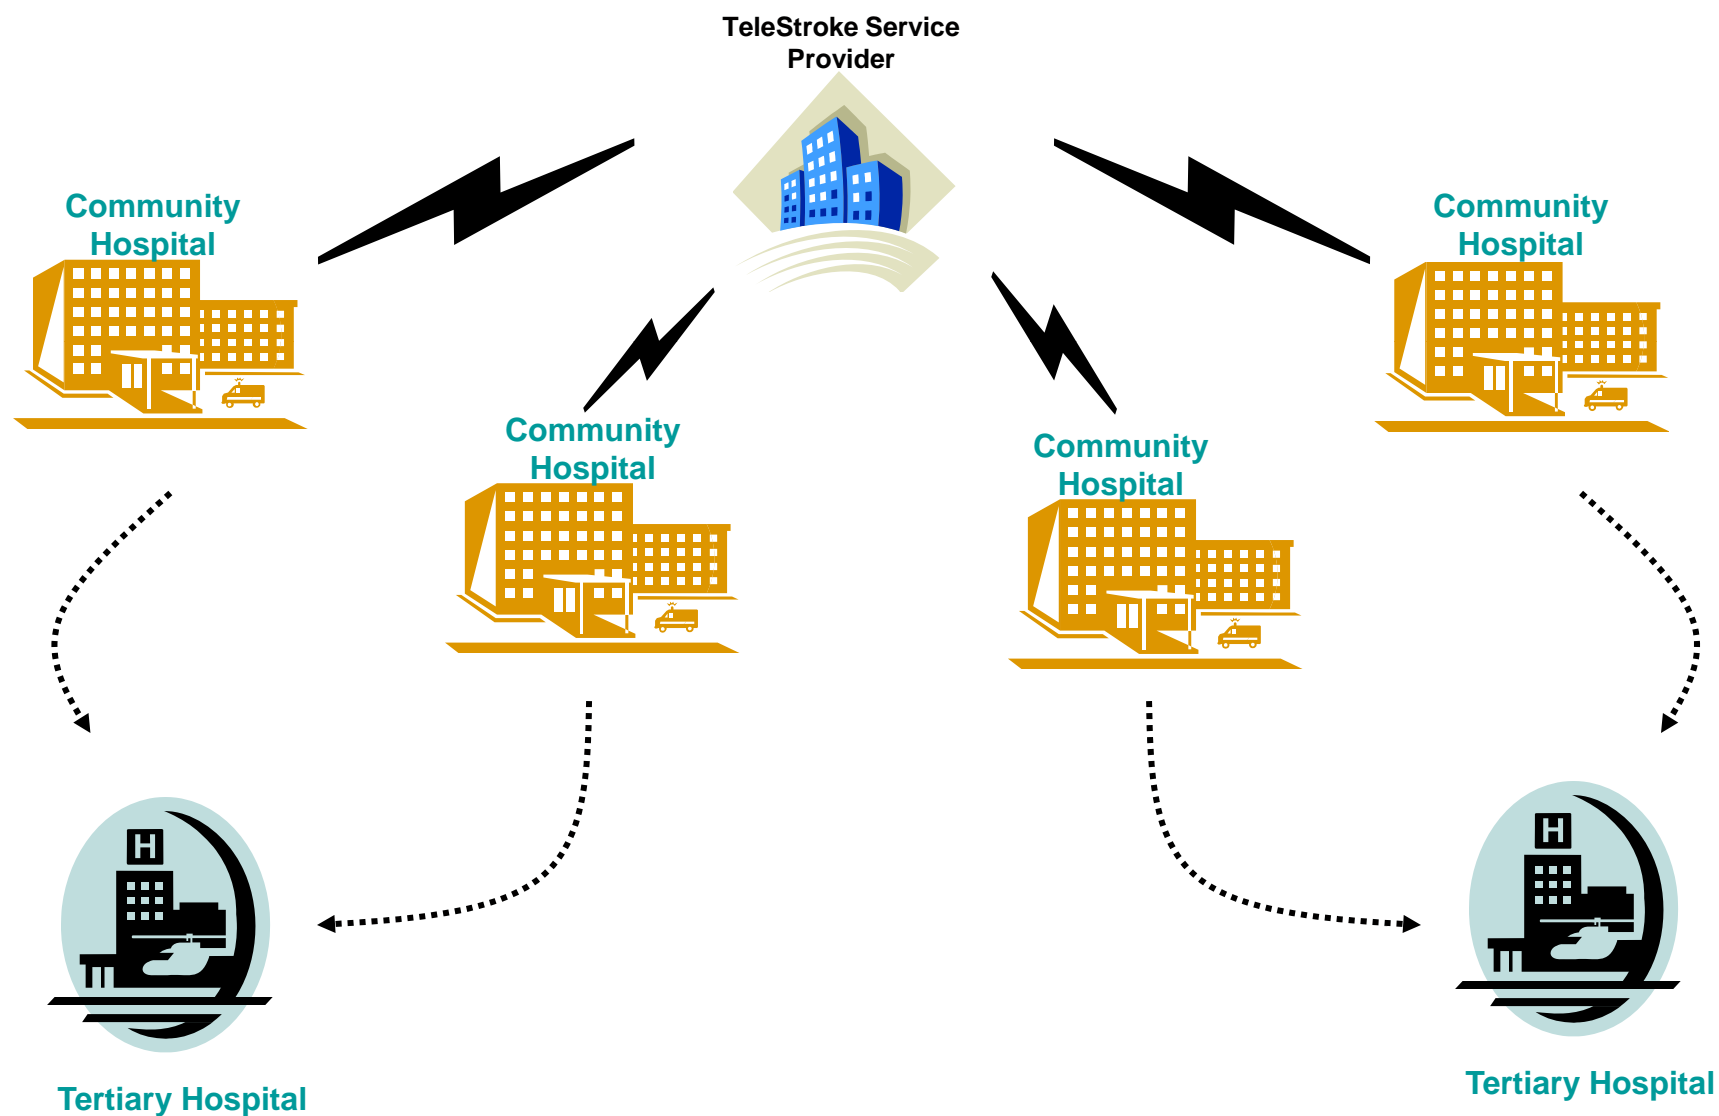 TeleStroke Service
Provider
Community
Hospital
Community
Hospital
Community
Hospital
Community
Hospital
H
H
Tertiary Hospital
Tertiary Hospital